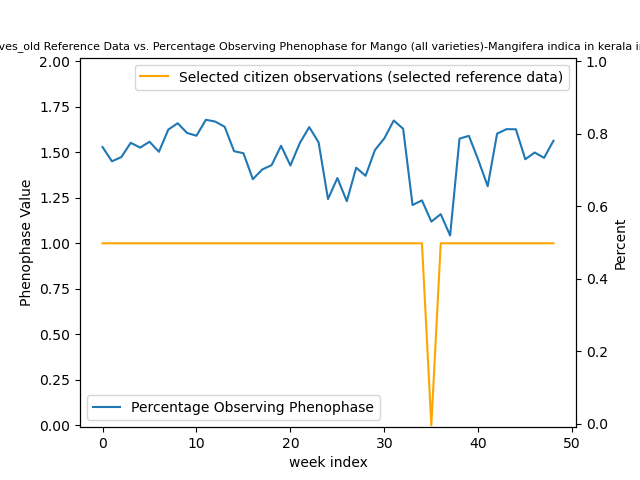 ves_old Reference Data vs. Percentage Observing Phenophase for Mango (all varieties)-Mangifera indica in kerala i
2.00
1.75
1.50
1.25
1.00
0.75
0.50
0.25
0.00
Phenophase Value
Selected citizen observations (selected reference data)
Percentage Observing Phenophase
1.0
0.8
0.6
0.4
0.2
0.0
Percent
0 10 20 30 40 50
week index